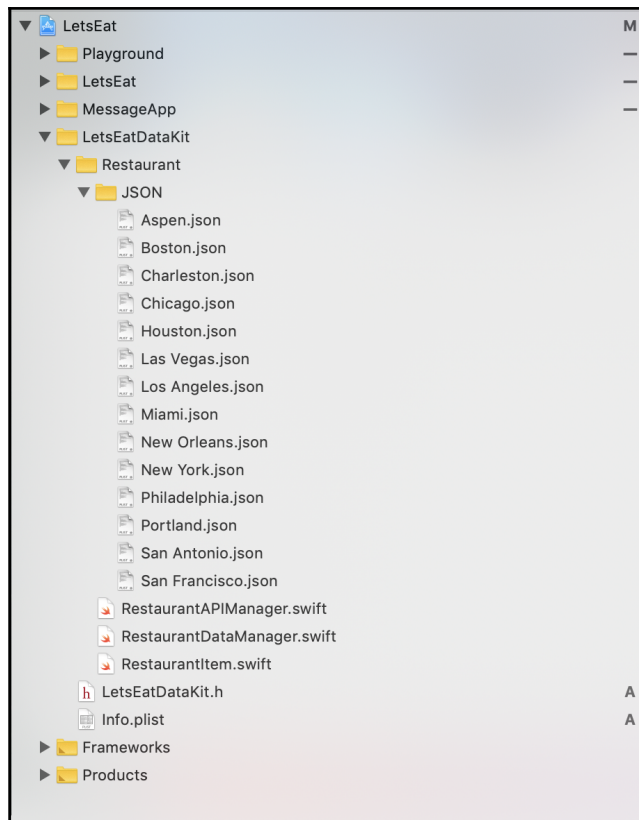 LetsEat M
Playground –
LetsEat –
MessageApp –
LetsEatDataKit
Restaurant
JSON
Aspen.json
Boston.json
Charleston.json
Chicago.json
Houston.json
Las Vegas.json
Los Angeles.json
Miami.json
New Orleans.json
New York.json
Philadelphia.json
Portland.json
San Antonio.json
San Francisco.json
RestaurantAPIManager.swift
RestaurantDataManager.swift
RestaurantItem.swift
h LetsEatDataKit.h A
Info.plist A
Frameworks
Products